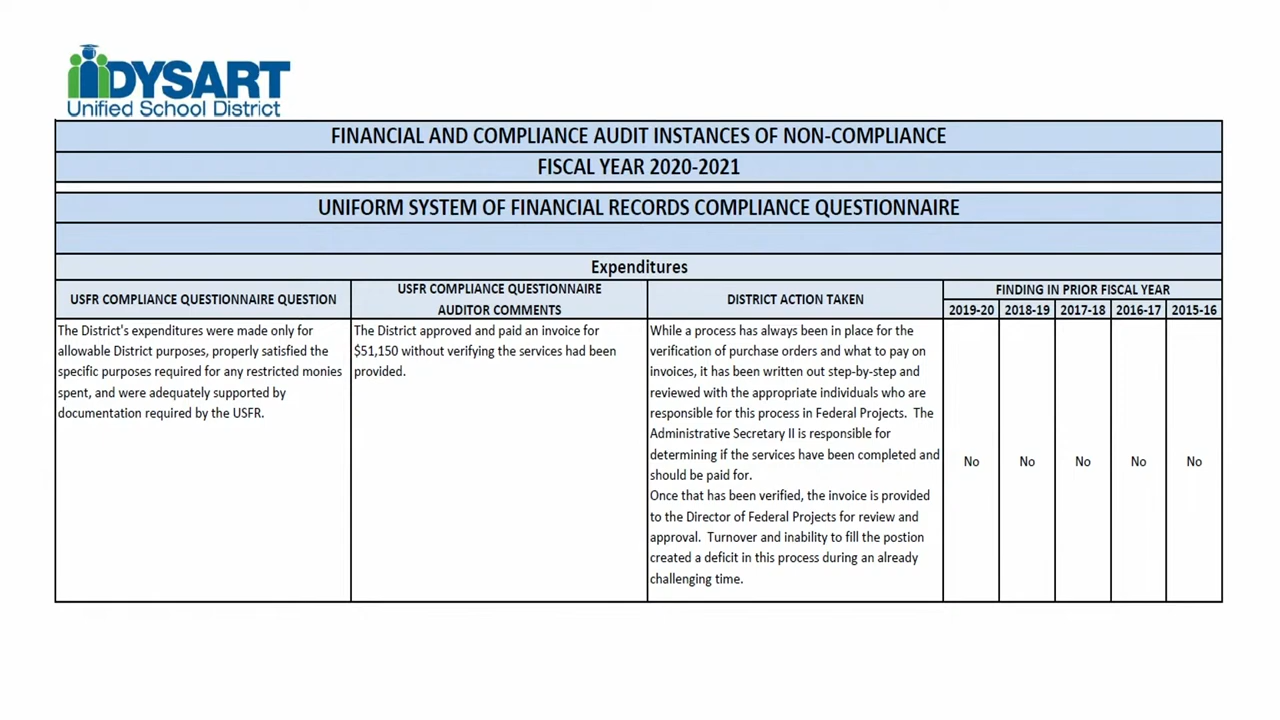 DYSART
Unified School District
FINANCIAL AND COMPLIANCE AUDIT INSTANCES OF NON-COMPLIANCE
FISCAL YEAR 2020-2021
UNIFORM SYSTEM OF FINANCIAL RECORDS COMPLIANCE QUESTIONNAIRE
Expenditures
USFR COMPLIANCE QUESTIONNAIRE QUESTION
USFR COMPLIANCE QUESTIONNAIRE
AUDITOR COMMENTS
DISTRICT ACTION TAKEN
FINDING IN PRIOR FISCAL YEAR
2019-20 2018-19 2017-18 2016-17 2015-16
The District's expenditures were made only for
allowable District purposes, properly satisfied the
specific purposes required for any restricted monies
spent, and were adequately supported by
documentation required by the USFR.
The District approved and paid an invoice for
$51,150 without verifying the services had been
provided.
While a process has always been in place for the
verification of purchase orders and what to pay on
invoices, it has been written out step-by-step and
reviewed with the appropriate individuals who are
responsible for this process in Federal Projects.  The
Administrative Secretary II is responsible for
determining if the services have been completed and
should be paid for.
Once that has been verified, the invoice is provided
to the Director of Federal Projects for review and
approval.  Turnover and inability to fill the postion
created a deficit in this process during an already
challenging time.
No No No No No